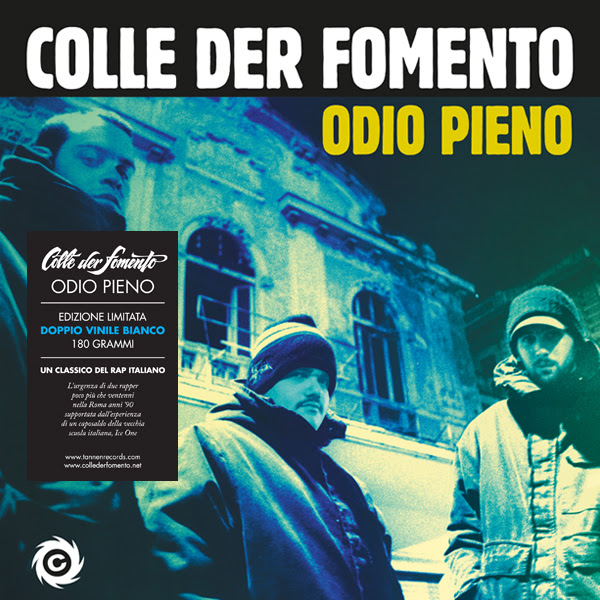 COLLE DER FOMENTO
ODIO PIENO
Colle der fomento
ODIO PIENO
EDIZIONE LIMITATA
DOPPIO VINILE BIANCO
180 GRAMMI
UN CLASSICO DEL RAP ITALIANO
L'urgenza di due rapper
poco più che ventenni
nella Roma anni '90
supportata dall'esperienza
di un caposaldo della vecchia
scuola italiana, Ice One
www.tannenrecords.com
www.collederfomento.net